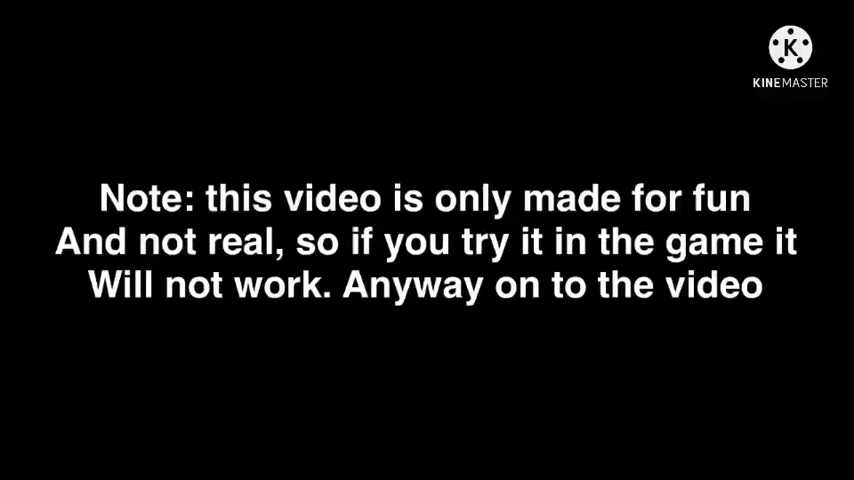 K
KINEMASTER
Note: this video is only made for fun
And not real, so if you try it in the game it
Will not work. Anyway on to the video